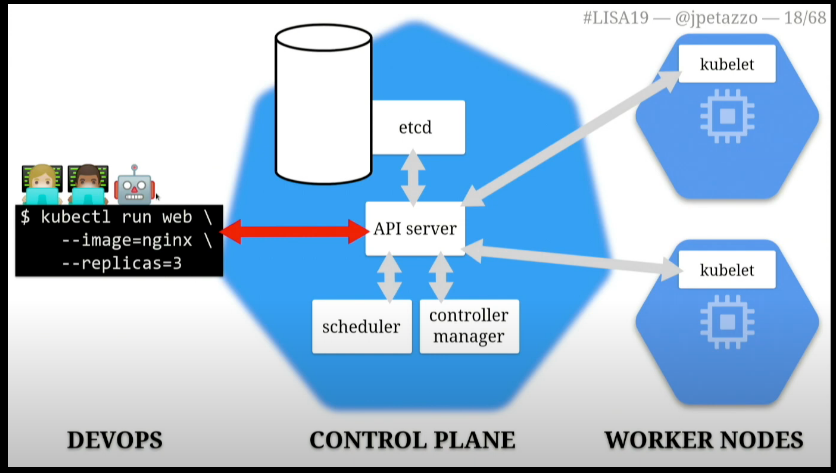 #LISA19 — @jpetazzo — 18/68
$ kubectl run web \
--image=nginx \
--replicas=3
etcd
API server
scheduler
controller
manager
kubelet
kubelet
DEVOPS
CONTROL PLANE
WORKER NODES